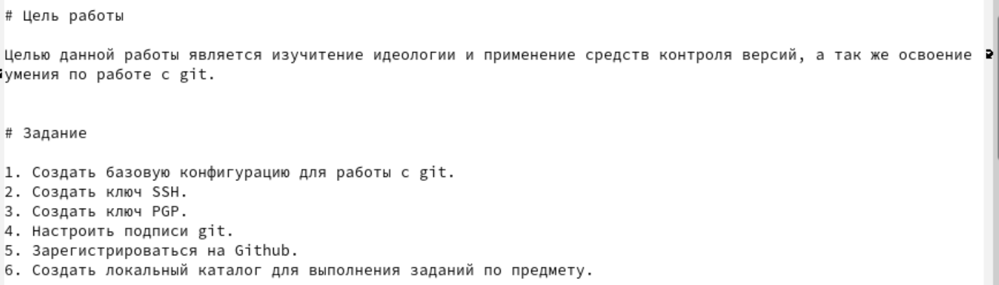 # Цель работы
Целью данной работы является изучитение идеологии и применение средств контроля версий, а так же освоение
умения по работе с git.
# Задание
1. Создать базовую конфигурацию для работы с git.
2. Создать ключ SSH.
3. Создать ключ PGP.
4. Настроить подписи git.
5. Зарегистрироваться на Github.
6. Создать локальный каталог для выполнения заданий по предмету.